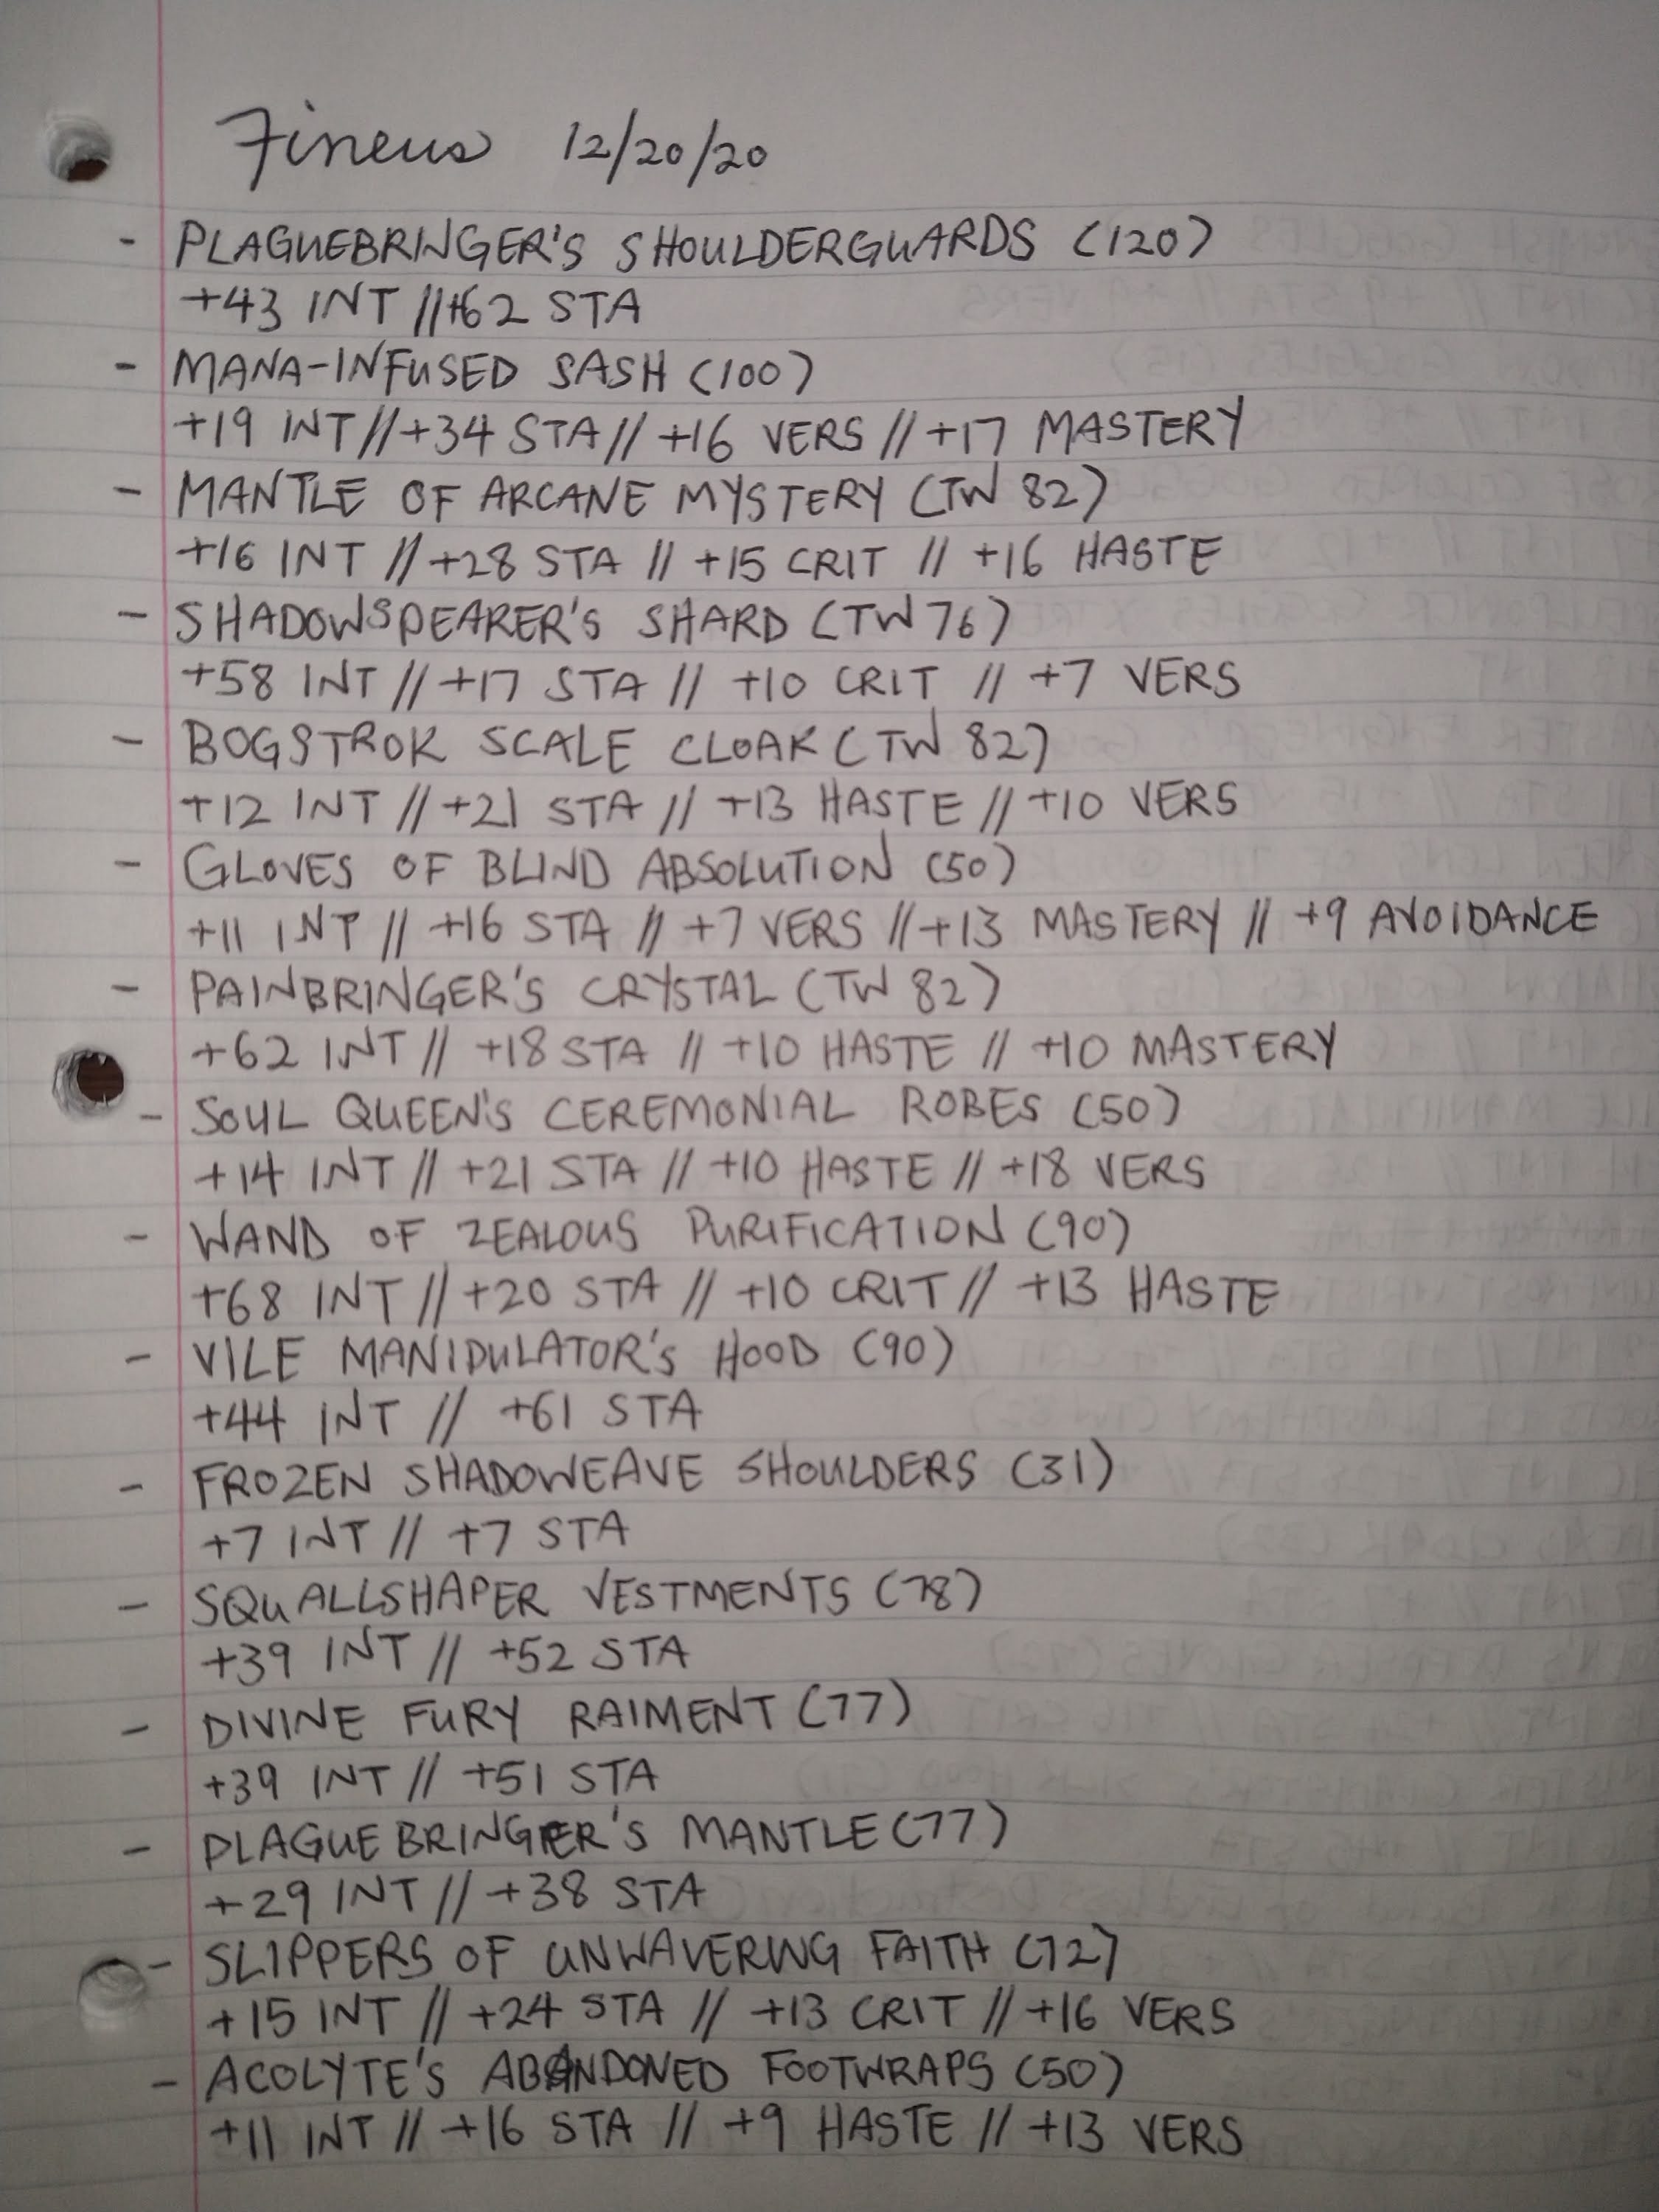 Fineus 12/20/20
- PLAGUEBRINGER'S SHOULDERGUARDS (120)
+43 INT //+62 STA
- MANA-INFUSED SASH (100)
+19 INT // +34 STA // +16 VERS // +17 MASTERY
- MANTLE OF ARCANE MYSTERY (TW 82)
+16 INT // +28 STA // +15 CRIT // +16 HASTE
- SHADOWSPEARER'S SHARD (TW 76)
+58 INT // +17 STA // +10 CRIT // +7 VERS
- BOGSTROK SCALE CLOAK (TW 82)
+12 INT // +21 STA // +13 HASTE // +10 VERS
- GLOVES OF BLIND ABSOLUTION (50)
+11 INT // +16 STA // +7 VERS // +13 MASTERY // +9 AVOIDANCE
- PAINBRINGER'S CRYSTAL (TW 82)
+62 INT // +18 STA // +10 HASTE // +10 MASTERY
- SOUL QUEEN'S CEREMONIAL ROBES (50)
+14 INT // +21 STA // +10 HASTE // +18 VERS
- WAND OF ZEALOUS PURIFICATION (90)
+68 INT // +20 STA // +10 CRIT // +13 HASTE
- VILE MANIPULATOR'S HOOD (90)
+44 INT // +61 STA
- FROZEN SHADOWEAVE SHOULDERS (31)
+7 INT // +7 STA
- SQUALLSHAPER VESTMENTS (78)
+39 INT // +52 STA
- DIVINE FURY RAIMENT (77)
+39 INT // +51 STA
- PLAGUEBRINGER'S MANTLE (77)
+29 INT // +38 STA
- SLIPPERS OF UNWAVERING FAITH (72)
+15 INT // +24 STA // +13 CRIT // +16 VERS
- ACOLYTE'S ABANDONED FOOTWRAPS (50)
+11 INT // +16 STA // +9 HASTE // +13 VERS